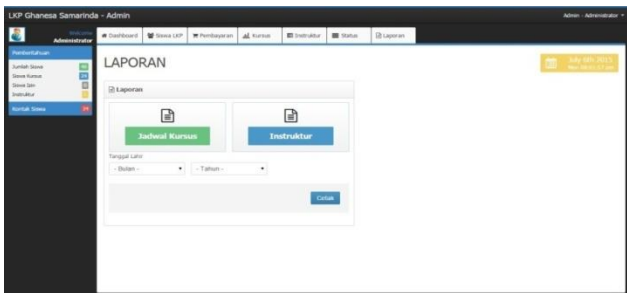 LKP Ghanesa Samarinda - Admin
Admin - Administrator
Welcome
Administrator
Dashboard
Siswa LKP
Pembayaran
Kursus
Instruktur
Status
Laporan
Pemberitahuan
Jumlah Siswa
Siswa Kursus
Siswa Izin
Instruktur
Kontak Siswa
LAPORAN
Laporan
Jadwal Kursus
Instruktur
Tanggal Lahir
- Bulan -
- Tahun -
Cetak